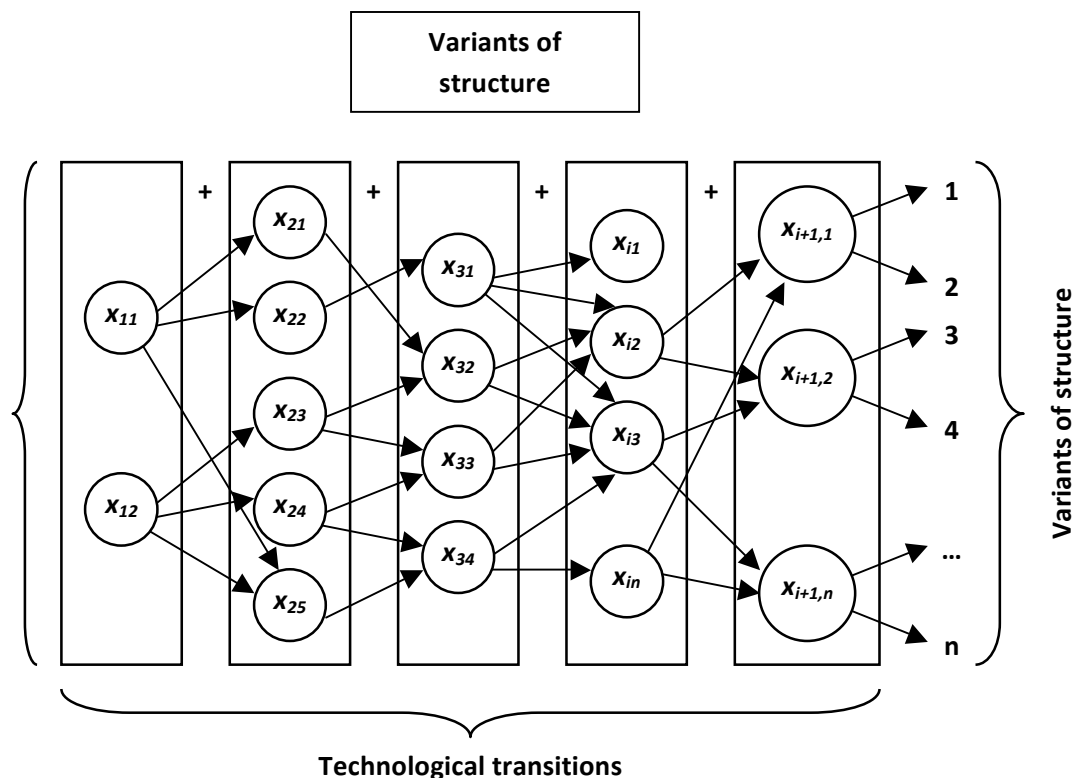 Variants of
structure
+ + + +
x11
x12
x21
x22
x23
x24
x25
x31
x32
x33
x34
xi1
xi2
xi3
xin
xi+1,1
xi+1,2
xi+1,n
1
2
3
4
...
n
Variants of structure
Technological transitions